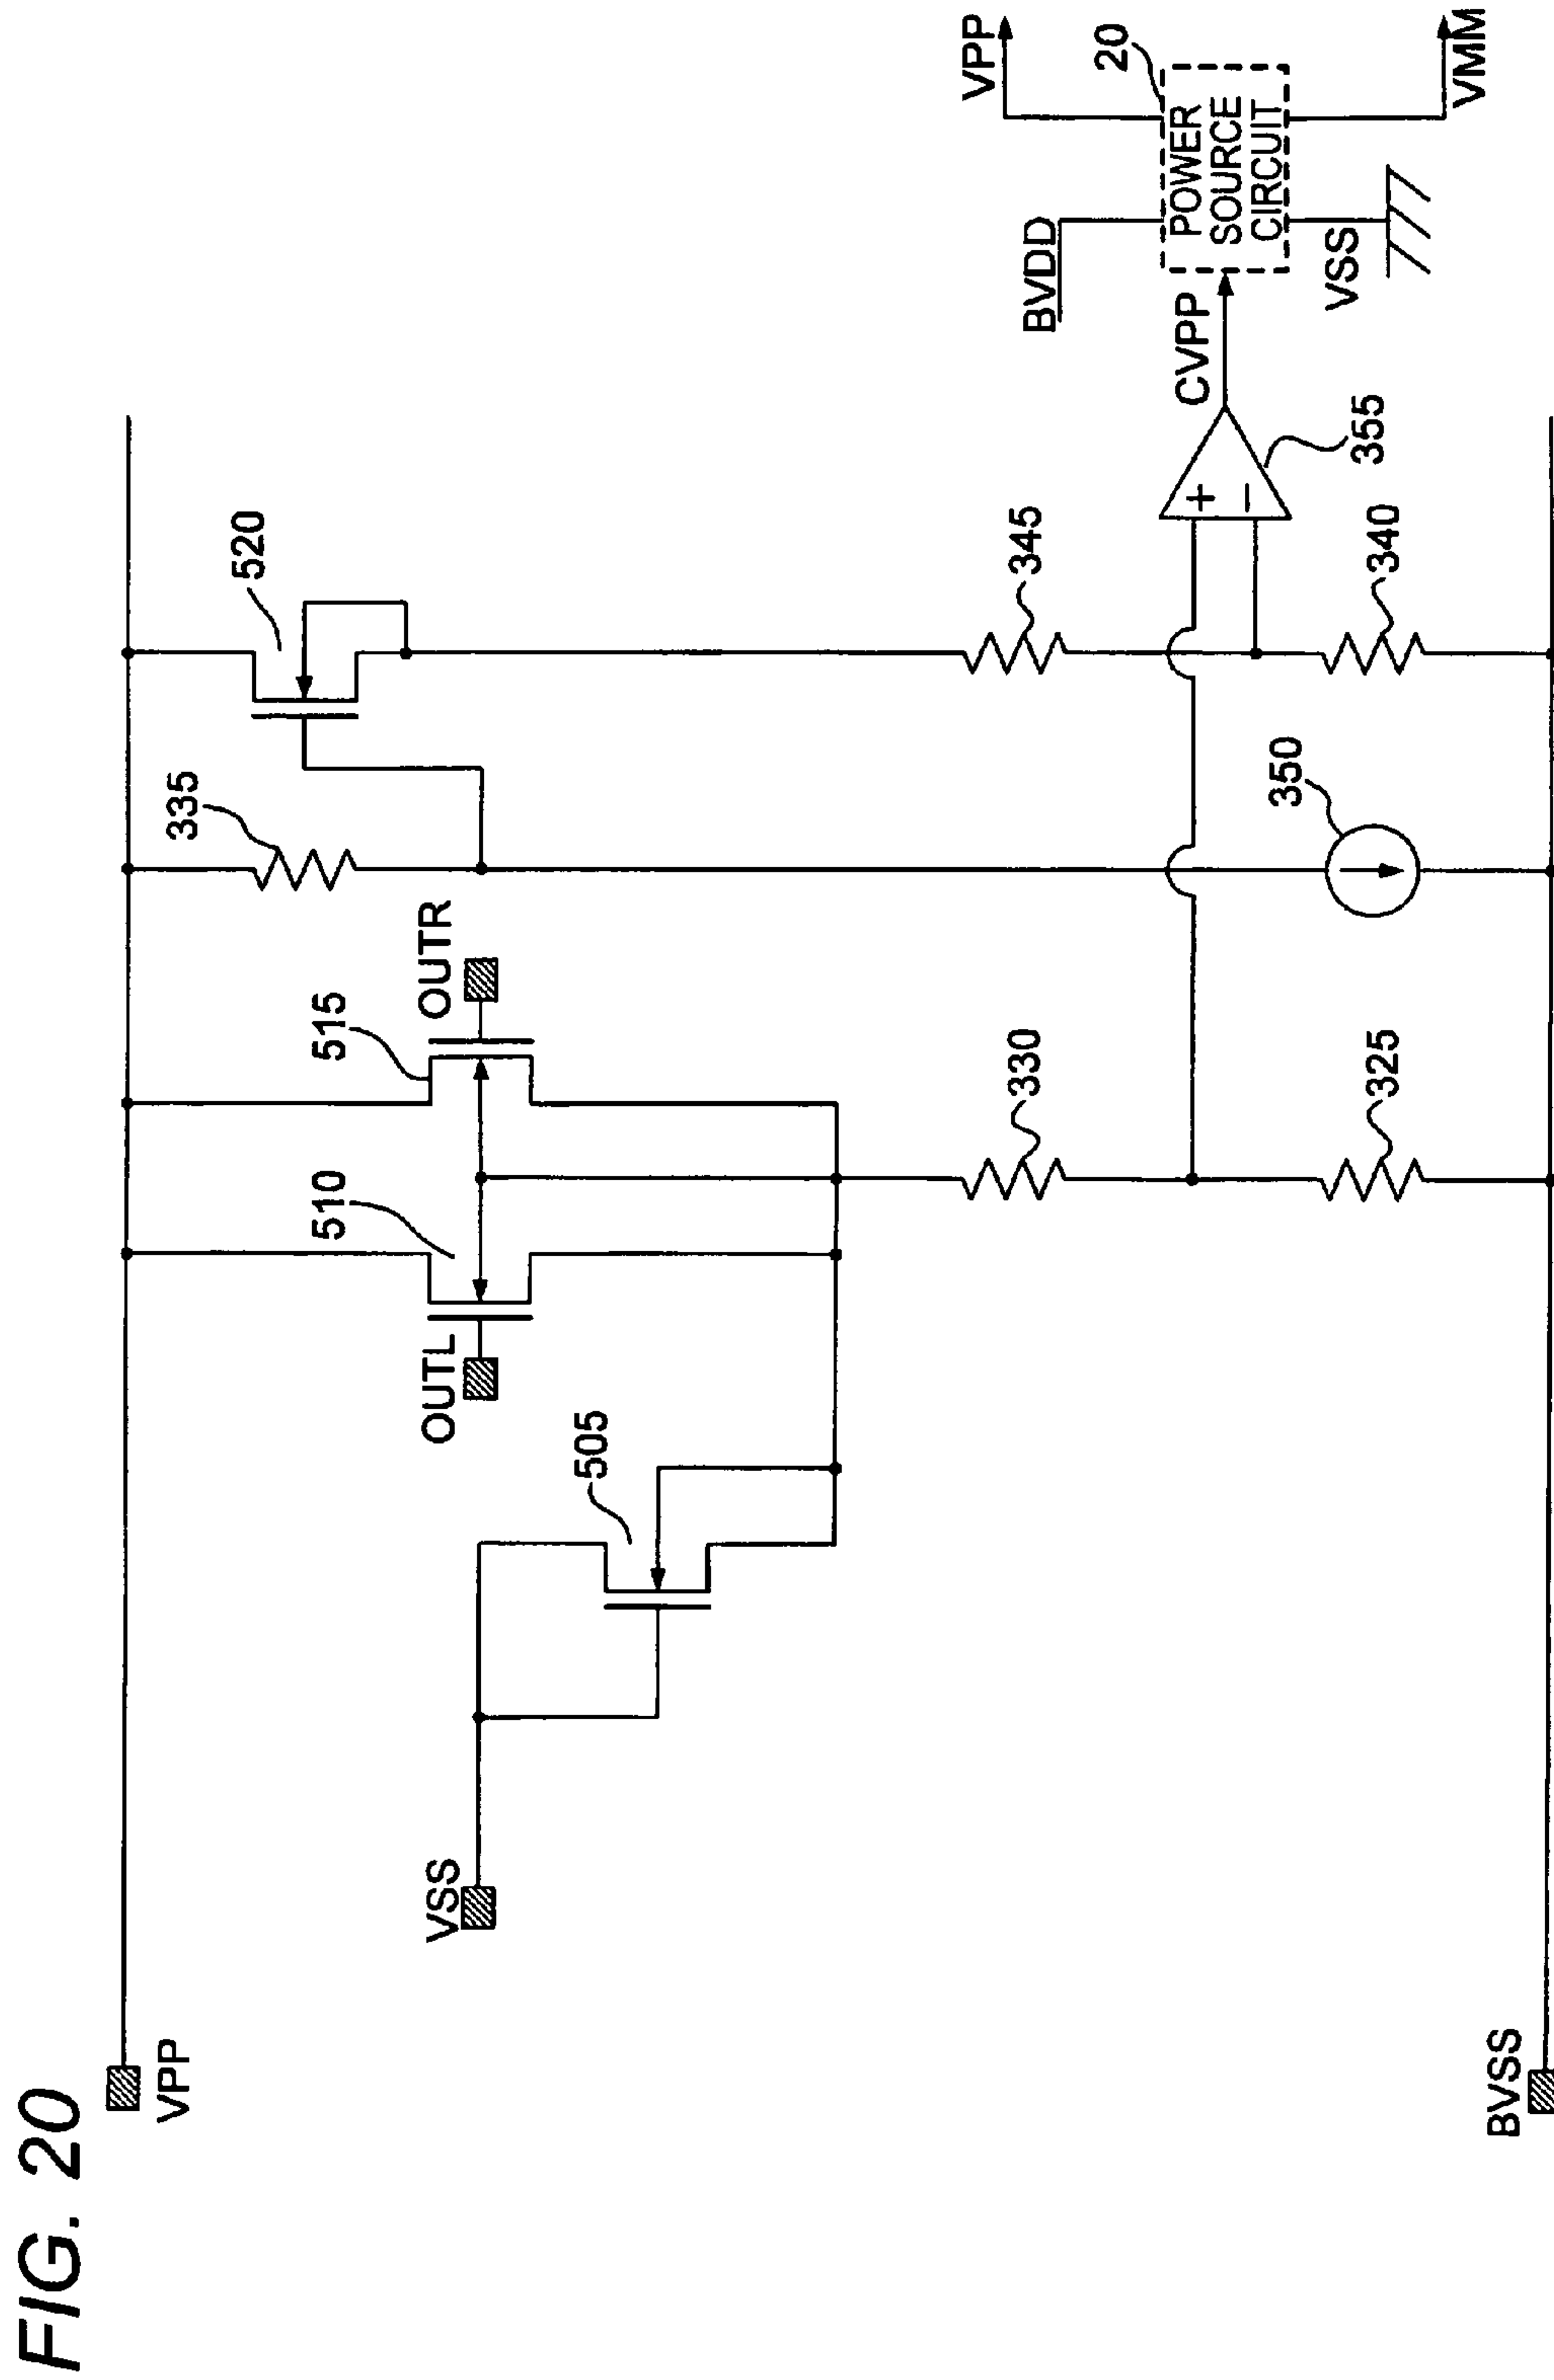 FIG. 20
VPP
520
335
OUTR
515
510
OUTL
505
VSS
VPP
20
BVDD
POWER
SOURCE
CIRCUIT
CVPP
VSS
VMM
345
+
−
355
330
350
340
325
BVSS